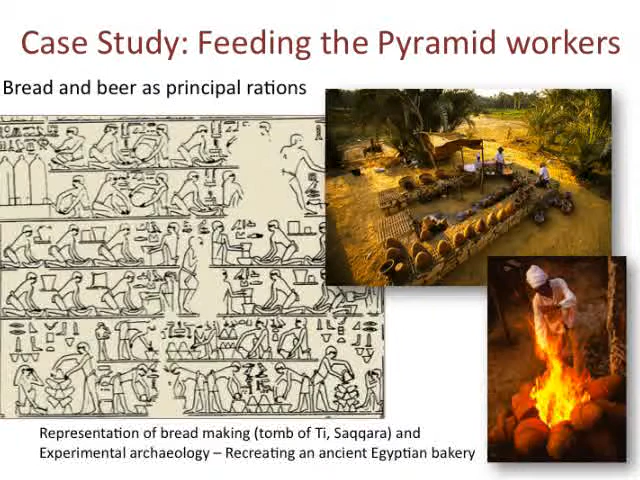 Case Study: Feeding the Pyramid workers
Bread and beer as principal rations
Representation of bread making (tomb of Ti, Saqqara) and
Experimental archaeology – Recreating an ancient Egyptian bakery